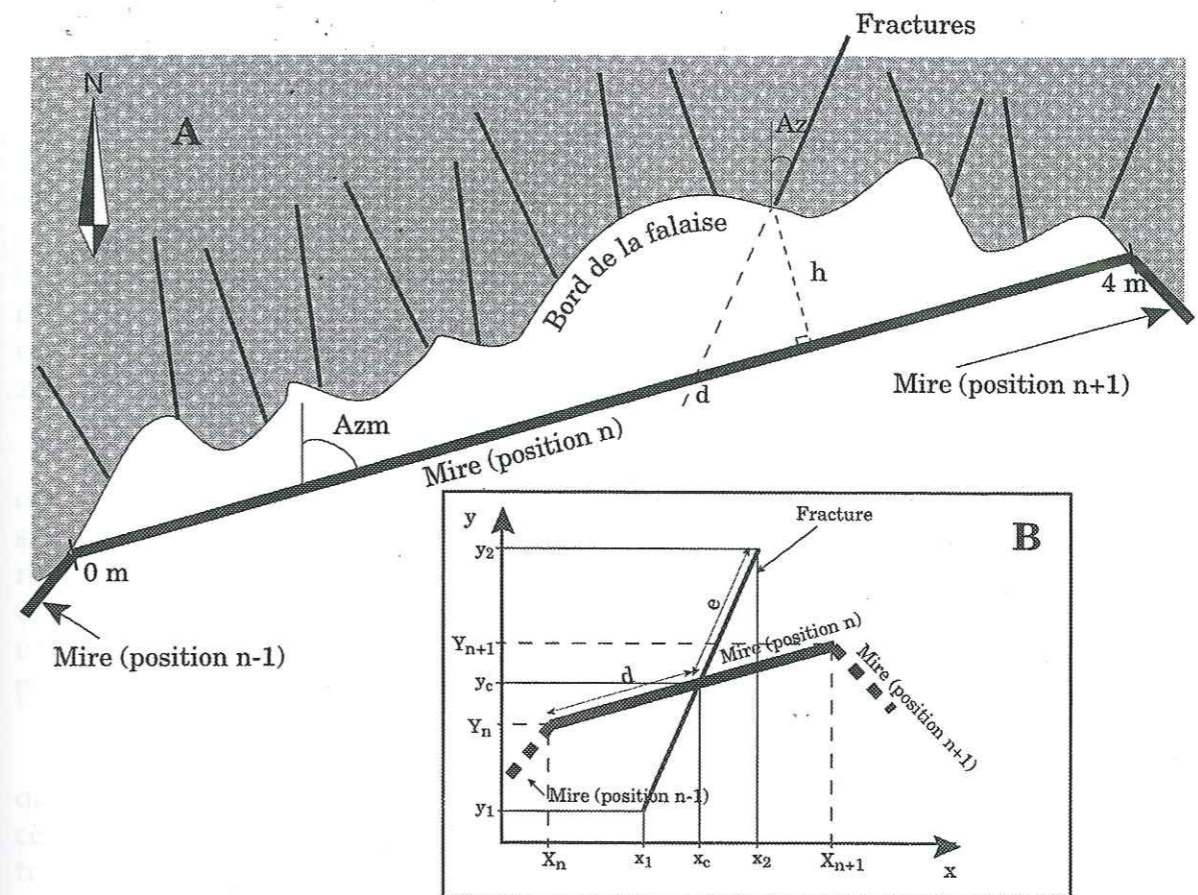 Fractures
N
A
Az
Bord de la falaise
h
4 m
Mire (position n+1)
d
Azm
Mire (position n)
0 m
Mire (position n-1)
B
y
Fracture
y2
e
Yn+1
Mire (position n)
yc
d
Mire (position n+1)
Yn
Mire (position n-1)
y1
Xn
x1
xc
x2
Xn+1
x